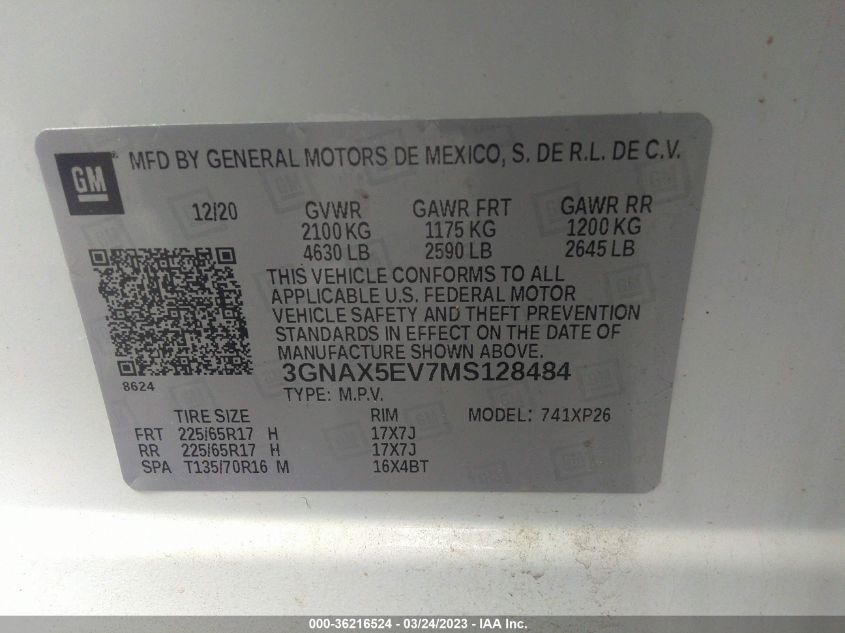 GM ® MFD BY GENERAL MOTORS DE MEXICO, S. DE R.L. DE C.V.
12/20 GVWR GAWR FRT GAWR RR
2100 KG 1175 KG 1200 KG
4630 LB 2590 LB 2645 LB
THIS VEHICLE CONFORMS TO ALL
APPLICABLE U.S. FEDERAL MOTOR
VEHICLE SAFETY AND THEFT PREVENTION
STANDARDS IN EFFECT ON THE DATE OF
MANUFACTURE SHOWN ABOVE.
8624 3GNAX5EV7MS128484
TYPE: M.P.V.
TIRE SIZE RIM MODEL: 741XP26
FRT 225/65R17 H 17X7J
RR 225/65R17 H 17X7J
SPA T135/70R16 M 16X4BT
000-36216524 - 03/24/2023 - IAA Inc.